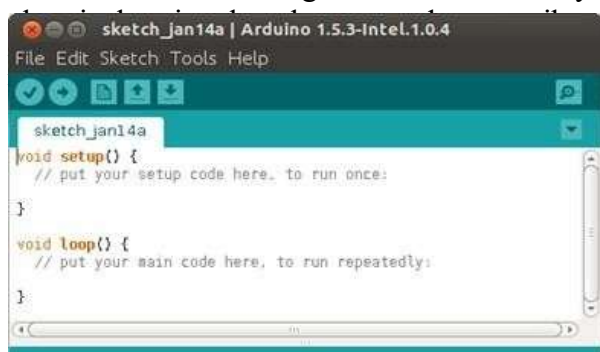 sketch_jan14a | Arduino 1.5.3-Intel.1.0.4
File Edit Sketch Tools Help
sketch_jan14a
void setup() {
// put your setup code here, to run once:
}
void loop() {
// put your main code here, to run repeatedly:
}